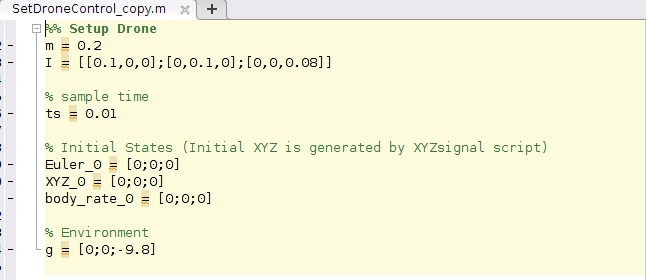 SetDroneControl_copy.m × +
%% Setup Drone
m = 0.2
I = [[0.1,0,0];[0,0.1,0];[0,0,0.08]]
% sample time
ts = 0.01
% Initial States (Initial XYZ is generated by XYZsignal script)
Euler_0 = [0;0;0]
XYZ_0 = [0;0;0]
body_rate_0 = [0;0;0]
% Environment
g = [0;0;-9.8]